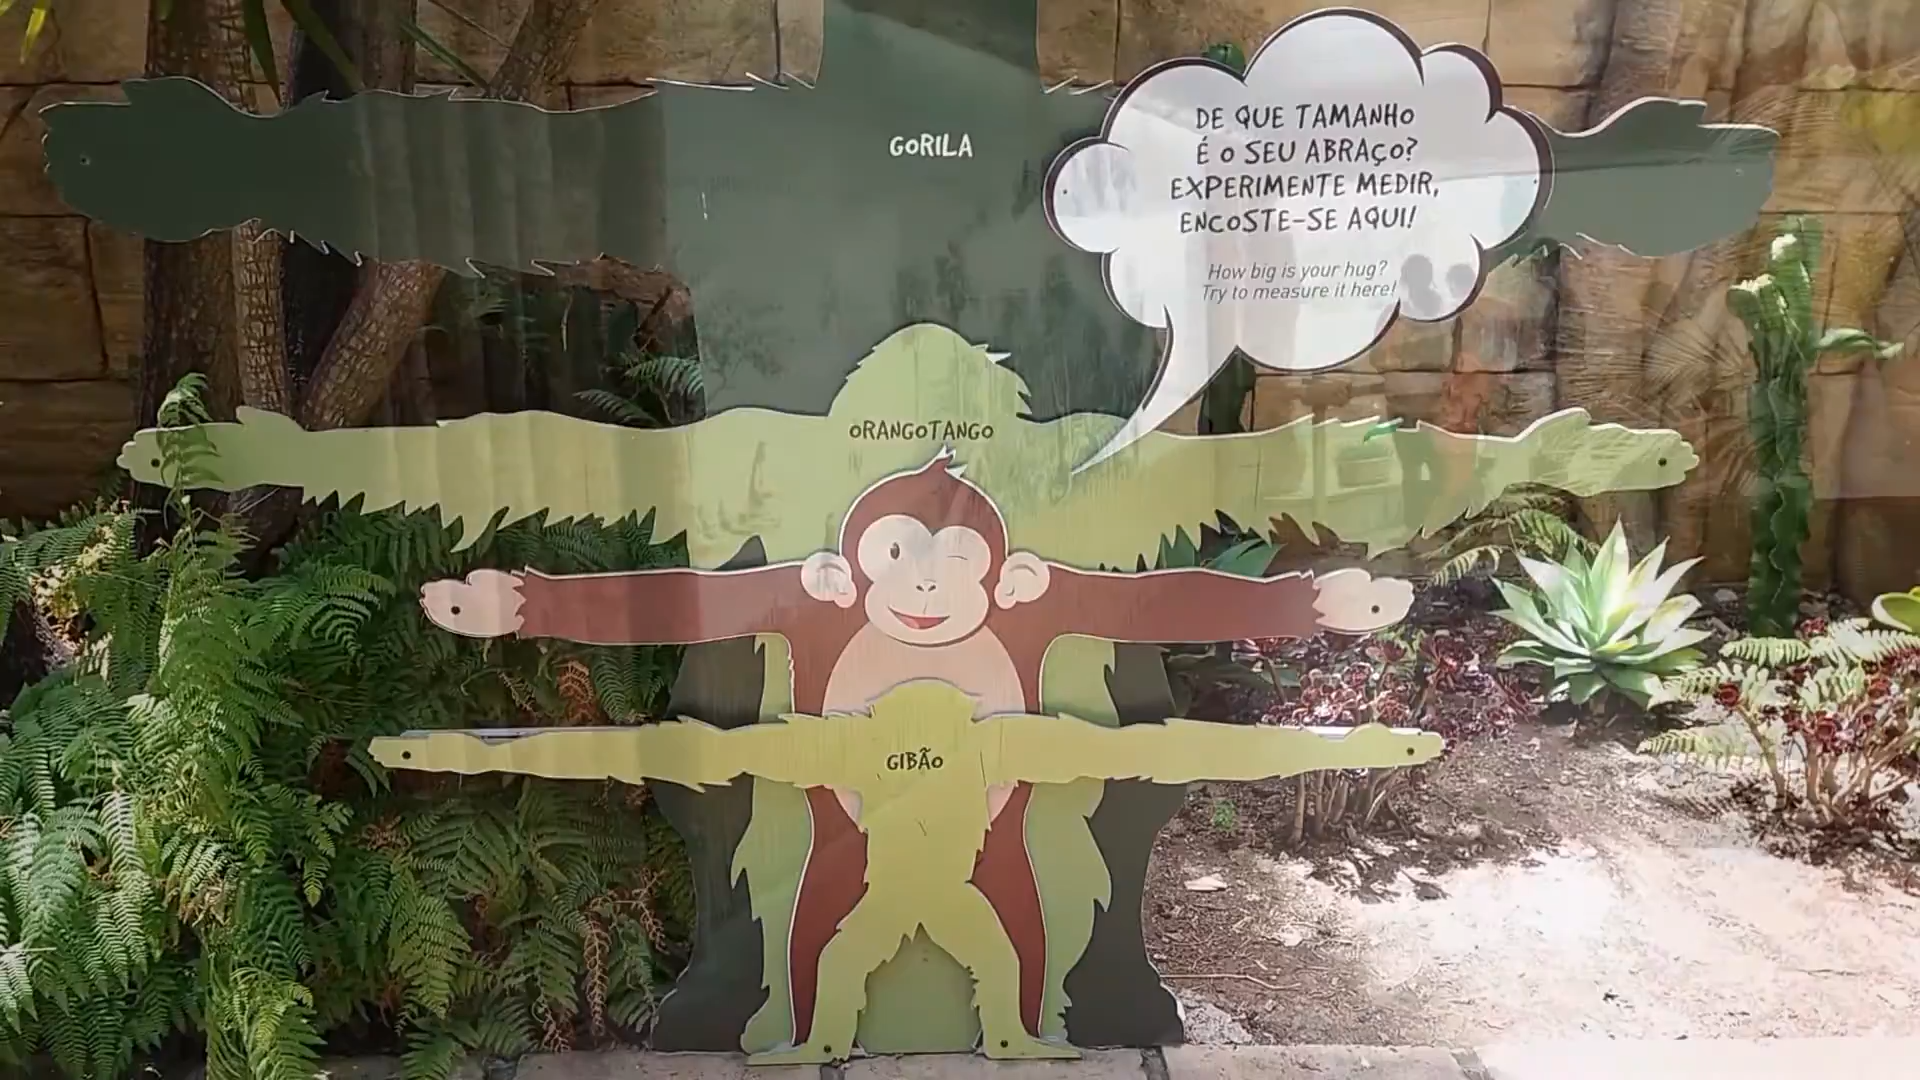 GORILA
DE QUE TAMANHO
É O SEU ABRAÇO?
EXPERIMENTE MEDIR,
ENCOSTE-SE AQUI!
How big is your hug?
Try to measure it here!
ORANGOTANGO
GIBÃO